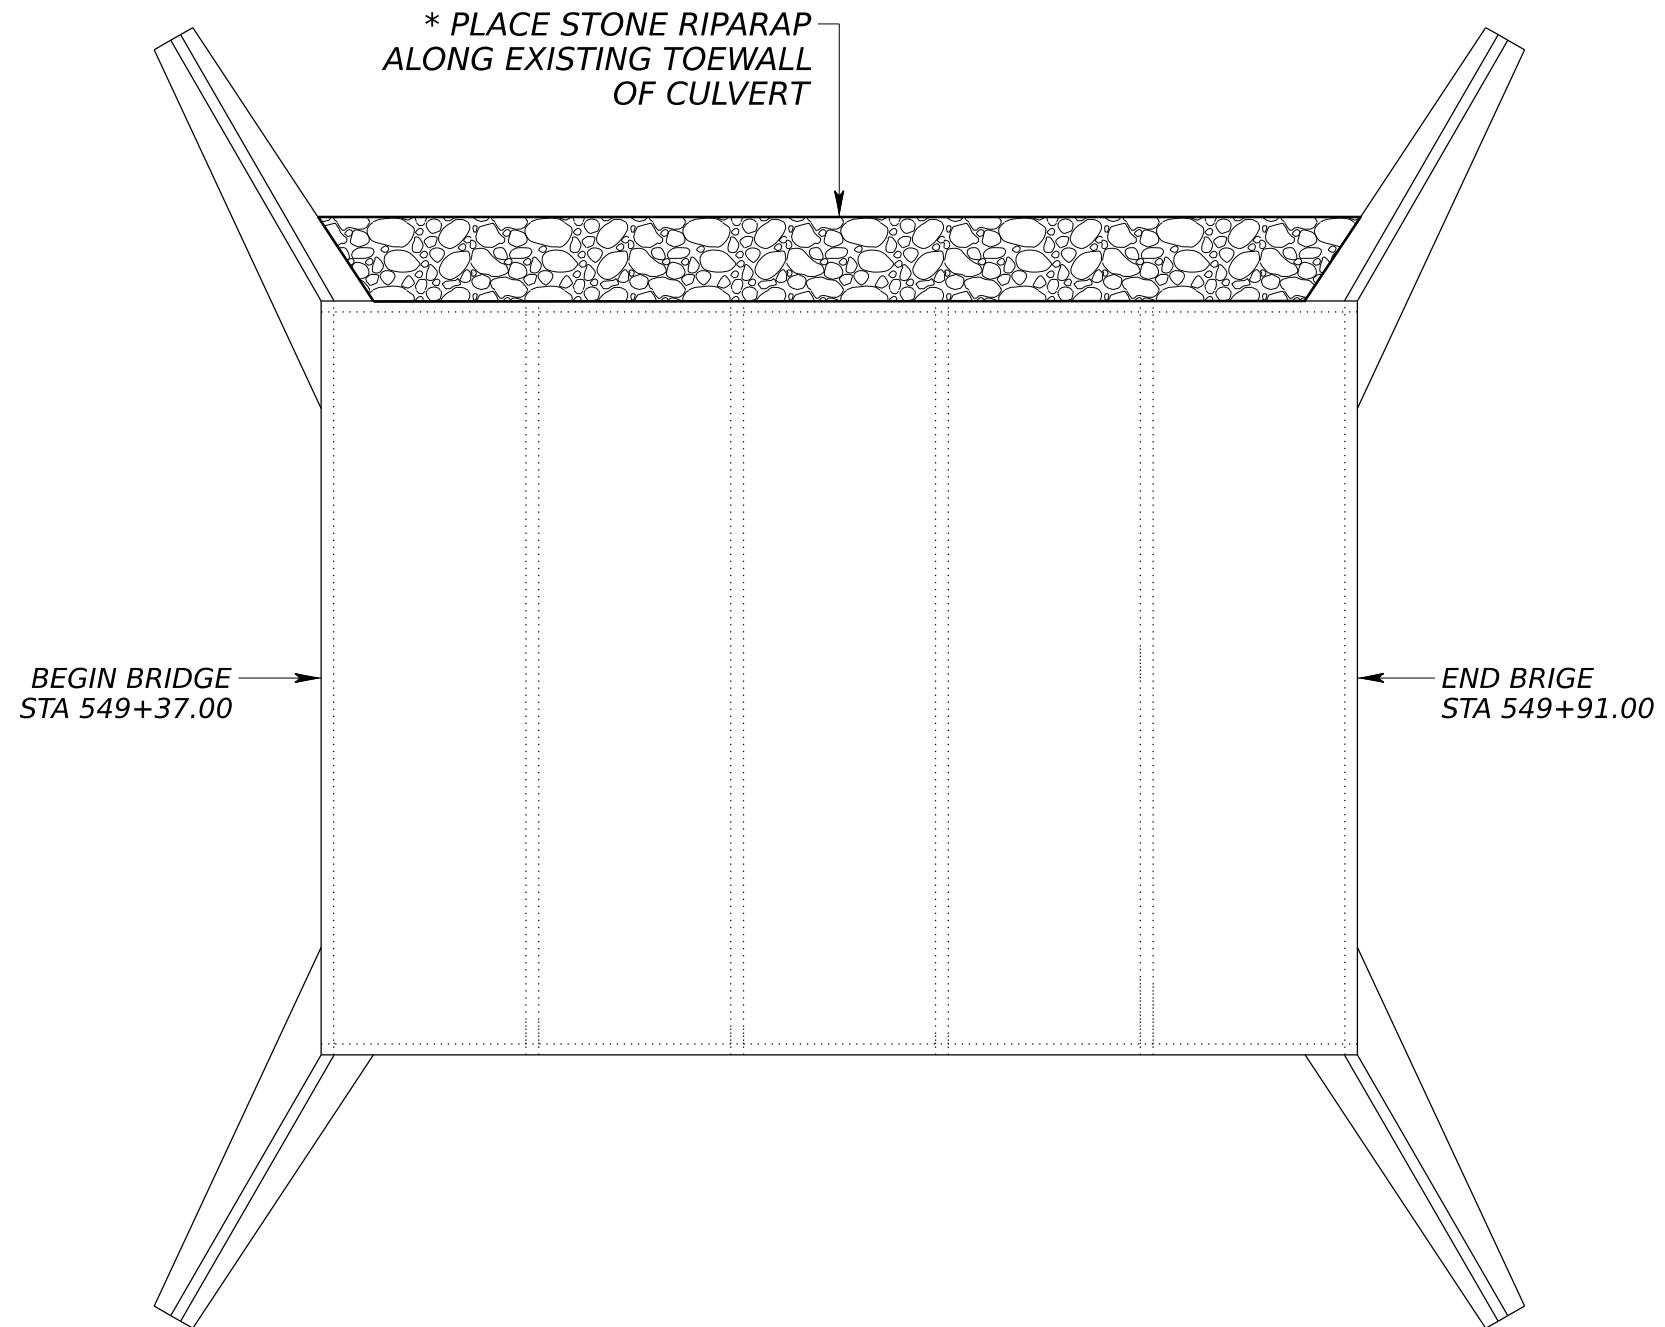 * PLACE STONE RIPARAP
ALONG EXISTING TOEWALL
OF CULVERT
BEGIN BRIDGE
STA 549+37.00
END BRIGE
STA 549+91.00